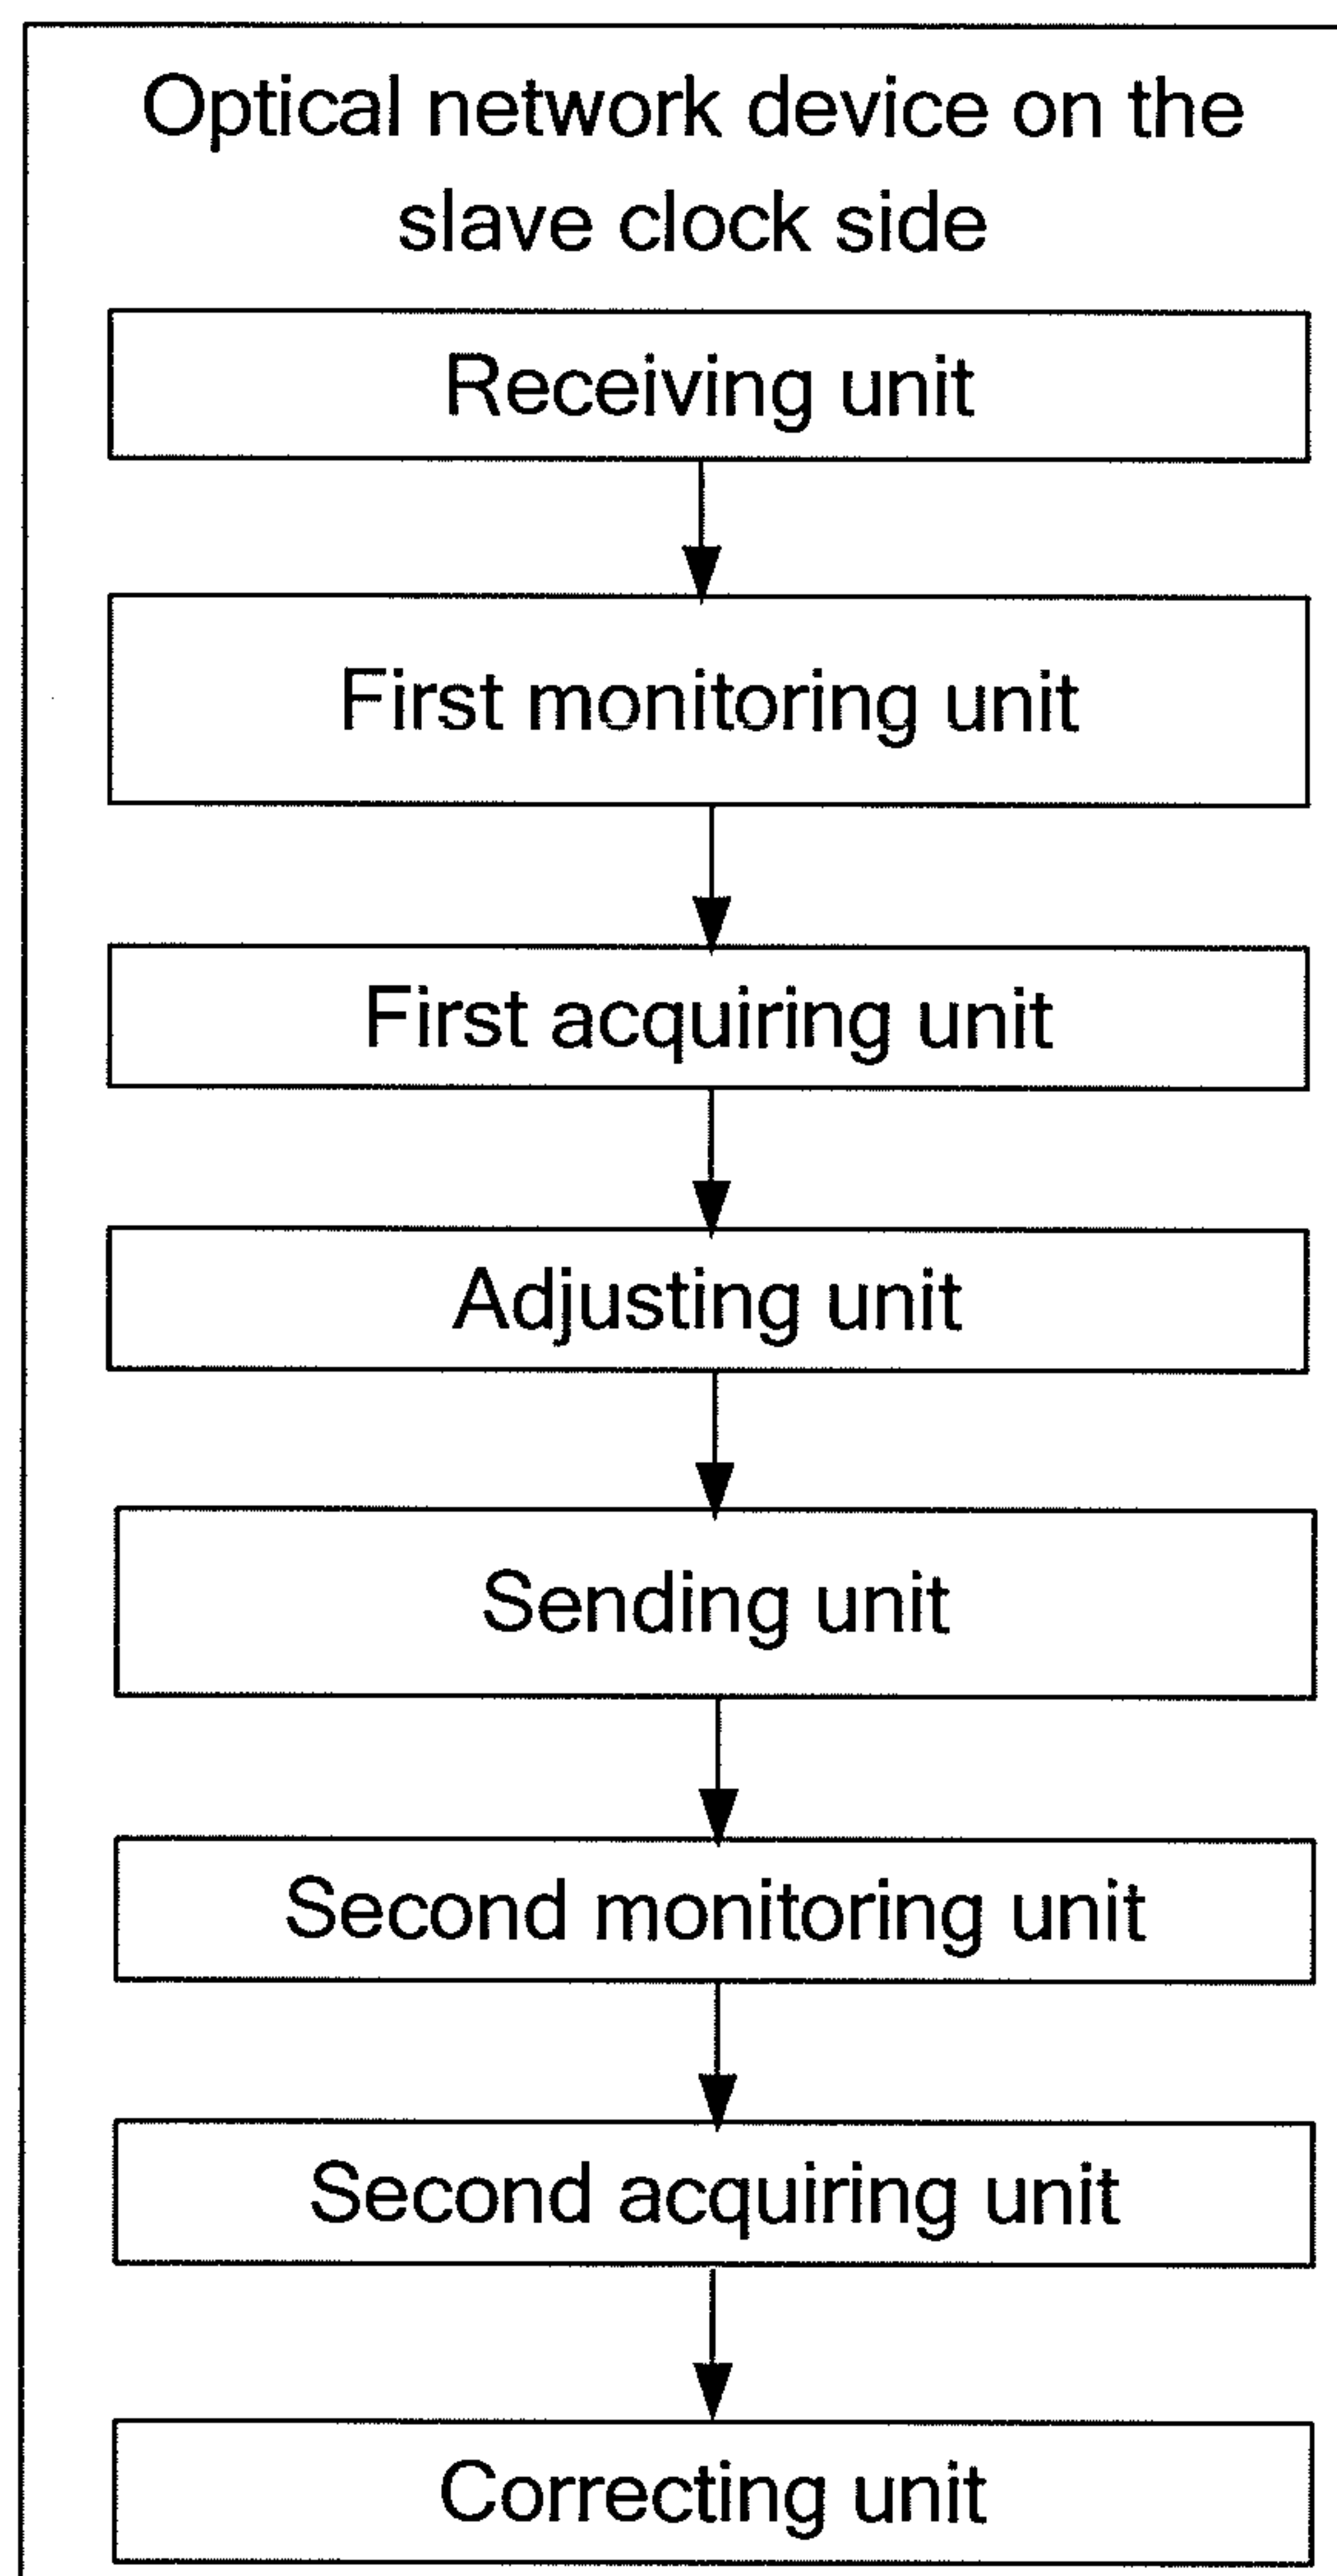 Optical network device on the
slave clock side
Receiving unit
First monitoring unit
First acquiring unit
Adjusting unit
Sending unit
Second monitoring unit
Second acquiring unit
Correcting unit